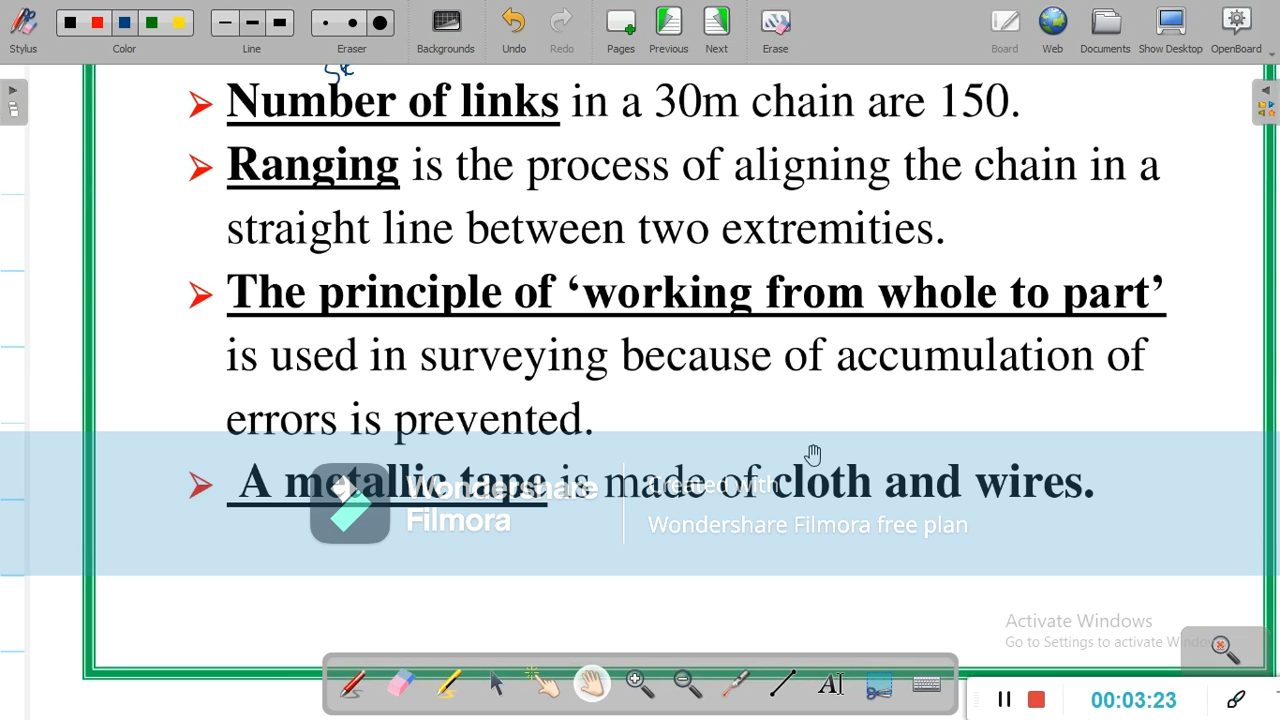 Stylus Color Line Eraser Backgrounds Undo Redo Pages Previous Next Erase Board Web Documents Show Desktop OpenBoard
Number of links in a 30m chain are 150.
Ranging is the process of aligning the chain in a
straight line between two extremities.
The principle of ‘working from whole to part’
is used in surveying because of accumulation of
errors is prevented.
A metallic tape is made of cloth and wires.
Wondershare
Filmora
Created with
Wondershare Filmora free plan
Activate Windows
Go to Settings to activate
00:03:23